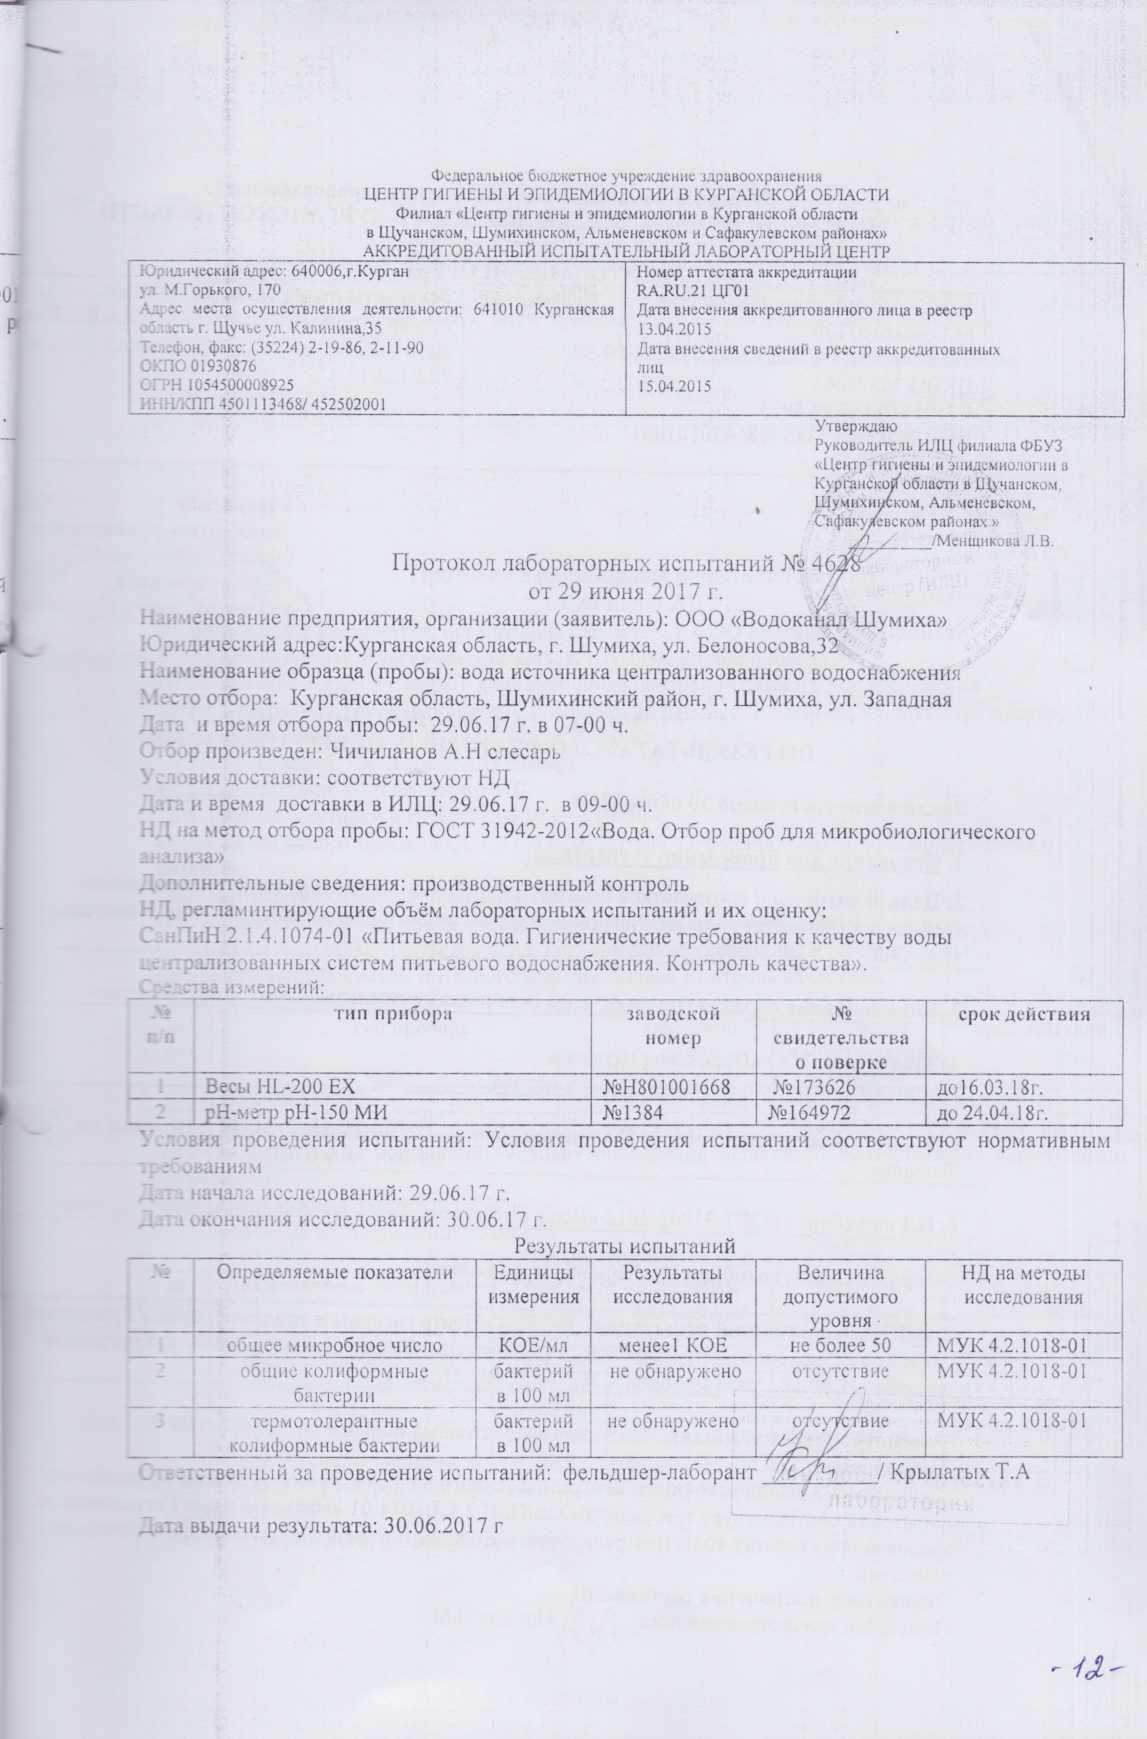 Федеральное бюджетное учреждение здравоохранения
ЦЕНТР ГИГИЕНЫ И ЭПИДЕМИОЛОГИИ В КУРГАНСКОЙ ОБЛАСТИ
Филиал «Центр гигиены и эпидемиологии в Курганской области
в Щучанском, Шумихинском, Альменевском и Сафакулевском районах»
АККРЕДИТОВАННЫЙ ИСПЫТАТЕЛЬНЫЙ ЛАБОРАТОРНЫЙ ЦЕНТР
Юридический адрес: 640006,г.Курган
ул. М.Горького, 170
Адрес места осуществления деятельности: 641010 Курганская
область г. Щучье ул. Калинина,35
Телефон, факс: (35224) 2-19-86, 2-11-90
ОКПО 01930876
ОГРН 1054500008925
ИНН/КПП 4501113468/ 452502001
Номер аттестата аккредитации
RA.RU.21 ЦГ01
Дата внесения аккредитованного лица в реестр
13.04.2015
Дата внесения сведений в реестр аккредитованных
лиц
15.04.2015
Утверждаю
Руководитель ИЛЦ филиала ФБУЗ
«Центр гигиены и эпидемиологии в
Курганской области в Щучанском,
Шумихинском, Альменевском,
Сафакулевском районах »
/Менщикова Л.В.
Протокол лабораторных испытаний № 4628
от 29 июня 2017 г.
Наименование предприятия, организации (заявитель): ООО «Водоканал Шумиха»
Юридический адрес:Курганская область, г. Шумиха, ул. Белоносова,32
Наименование образца (пробы): вода источника централизованного водоснабжения
Место отбора: Курганская область, Шумихинский район, г. Шумиха, ул. Западная
Дата и время отбора пробы: 29.06.17 г. в 07-00 ч.
Отбор произведен: Чичиланов А.Н слесарь
Условия доставки: соответствуют НД
Дата и время доставки в ИЛЦ: 29.06.17 г. в 09-00 ч.
НД на метод отбора пробы: ГОСТ 31942-2012«Вода. Отбор проб для микробиологического
анализа»
Дополнительные сведения: производственный контроль
НД, регламинтирующие объём лабораторных испытаний и их оценку:
СанПиН 2.1.4.1074-01 «Питьевая вода. Гигиенические требования к качеству воды
централизованных систем питьевого водоснабжения. Контроль качества».
Средства измерений:
№ п/п тип прибора заводской номер № свидетельства о поверке срок действия
1 Весы HL-200 EX №H801001668 №173626 до16.03.18г.
2 рН-метр рН-150 МИ №1384 №164972 до 24.04.18г.
Условия проведения испытаний: Условия проведения испытаний соответствуют нормативным
требованиям
Дата начала исследований: 29.06.17 г.
Дата окончания исследований: 30.06.17 г.
Результаты испытаний
№ Определяемые показатели Единицы измерения Результаты исследования Величина допустимого уровня НД на методы исследования
1 общее микробное число КОЕ/мл менее1 КОЕ не более 50 МУК 4.2.1018-01
2 общие колиформные бактерии бактерий в 100 мл не обнаружено отсутствие МУК 4.2.1018-01
3 термотолерантные колиформные бактерии бактерий в 100 мл не обнаружено отсутствие МУК 4.2.1018-01
Ответственный за проведение испытаний: фельдшер-лаборант / Крылатых Т.А
Дата выдачи результата: 30.06.2017 г
-12-